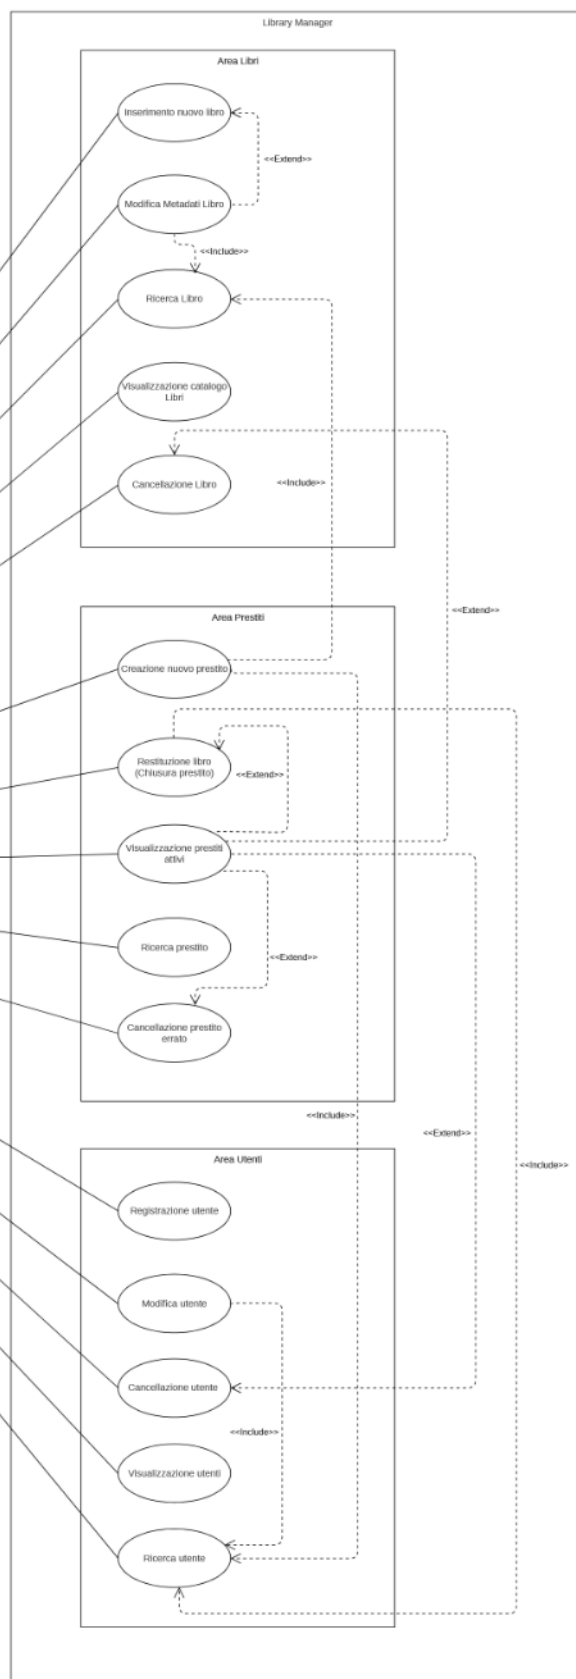 Library Manager
Area Libri
Inserimento nuovo libro
<<Extend>>
Modifica Metadati Libro
<<Include>>
Ricerca Libro
Visualizzazione catalogo
Libri
Cancellazione Libro
<<Include>>
<<Extend>>
Area Prestiti
Creazione nuovo prestito
Restituzione libro
(Chiusura prestito)
<<Extend>>
Visualizzazione prestiti
attivi
Ricerca prestito
<<Extend>>
Cancellazione prestito
errato
<<Include>>
<<Extend>>
Area Utenti
<<Include>>
Registrazione utente
Modifica utente
Cancellazione utente
<<Include>>
Visualizzazione utenti
Ricerca utente